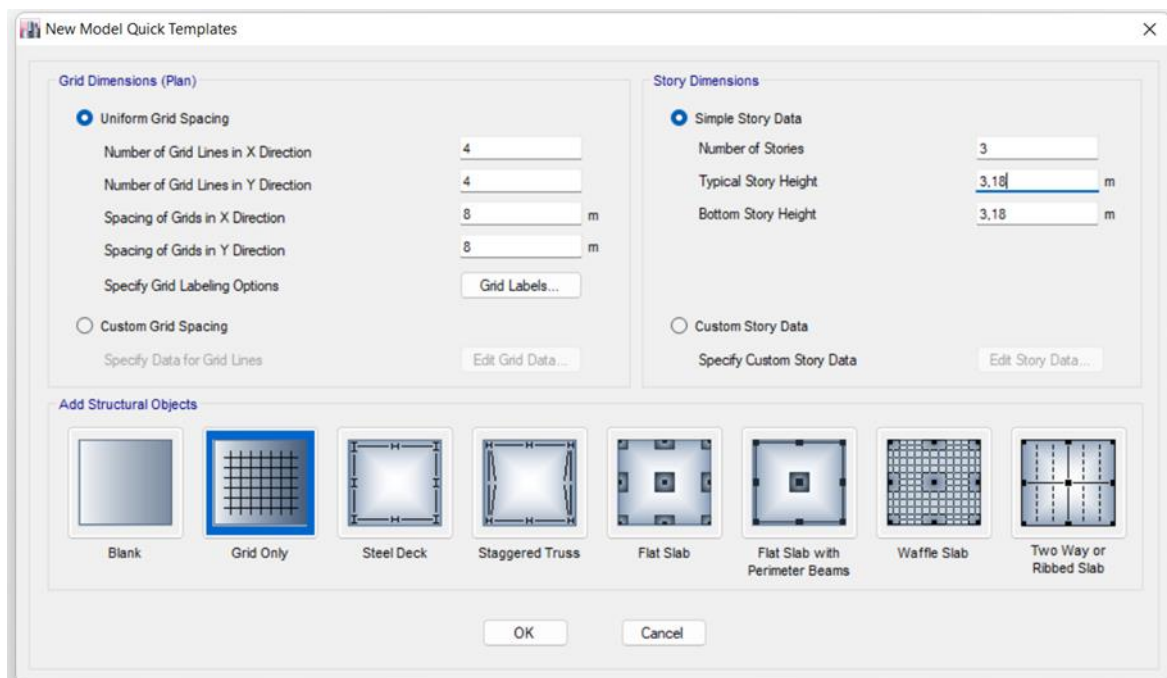 New Model Quick Templates
Grid Dimensions (Plan)
Uniform Grid Spacing
Number of Grid Lines in X Direction 4
Number of Grid Lines in Y Direction 4
Spacing of Grids in X Direction 8 m
Spacing of Grids in Y Direction 8 m
Specify Grid Labeling Options Grid Labels...
Custom Grid Spacing
Specify Data for Grid Lines Edit Grid Data...
Story Dimensions
Simple Story Data
Number of Stories 3
Typical Story Height 3,18 m
Bottom Story Height 3,18 m
Custom Story Data
Specify Custom Story Data Edit Story Data...
Add Structural Objects
Blank
Grid Only
Steel Deck
Staggered Truss
Flat Slab
Flat Slab with
Perimeter Beams
Waffle Slab
Two Way or
Ribbed Slab
OK Cancel